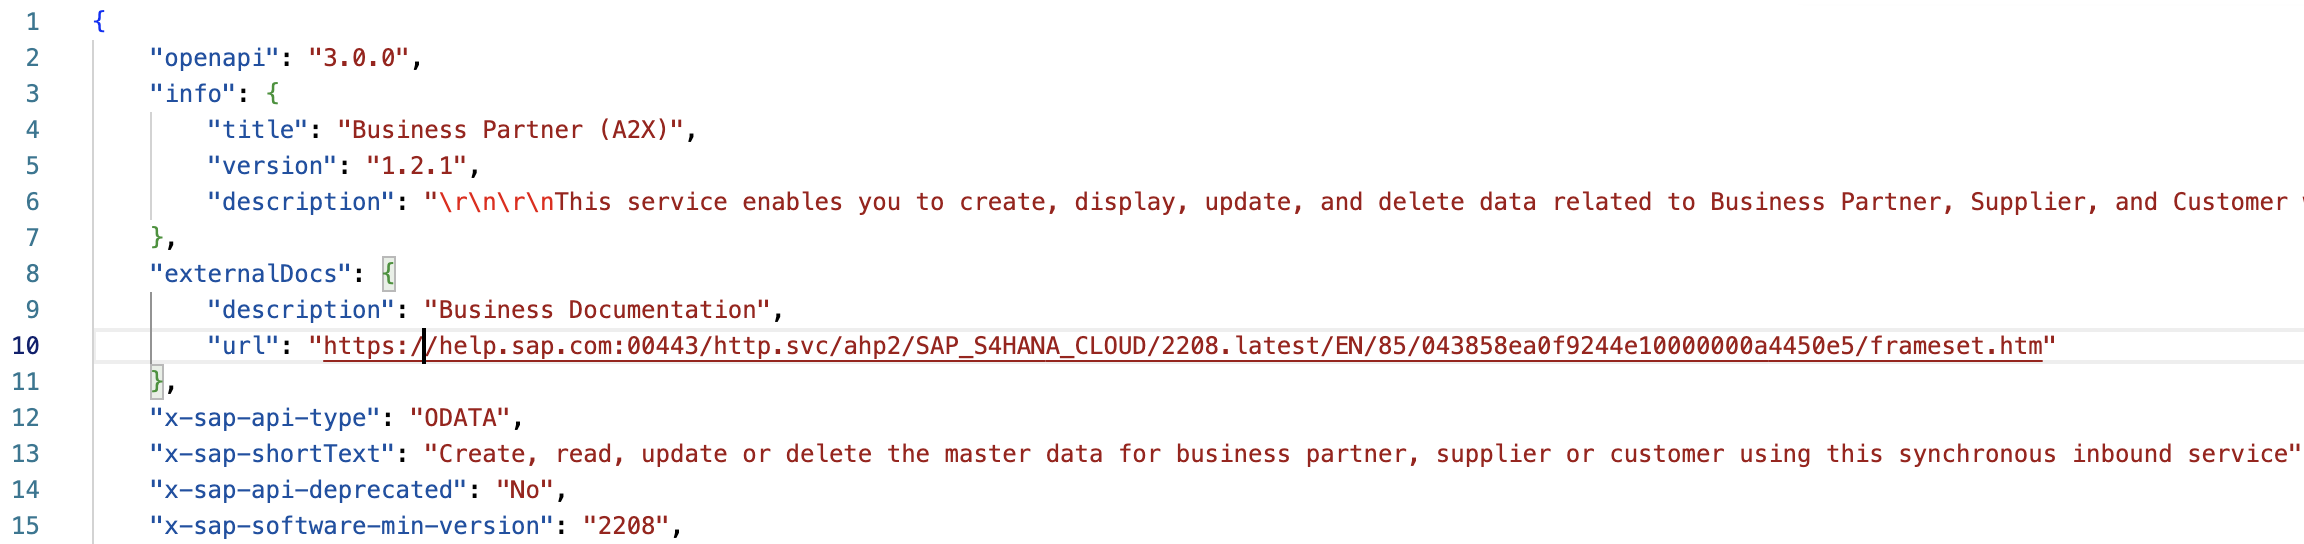 1 {
2 "openapi": "3.0.0",
3 "info": {
4 "title": "Business Partner (A2X)",
5 "version": "1.2.1",
6 "description": "\r\n\r\nThis service enables you to create, display, update, and delete data related to Business Partner, Supplier, and Customer
7 },
8 "externalDocs": {
9 "description": "Business Documentation",
10 "url": "https://help.sap.com:00443/http.svc/ahp2/SAP_S4HANA_CLOUD/2208.latest/EN/85/043858ea0f9244e10000000a4450e5/frameset.htm"
11 },
12 "x-sap-api-type": "ODATA",
13 "x-sap-shortText": "Create, read, update or delete the master data for business partner, supplier or customer using this synchronous inbound service"
14 "x-sap-api-deprecated": "No",
15 "x-sap-software-min-version": "2208",